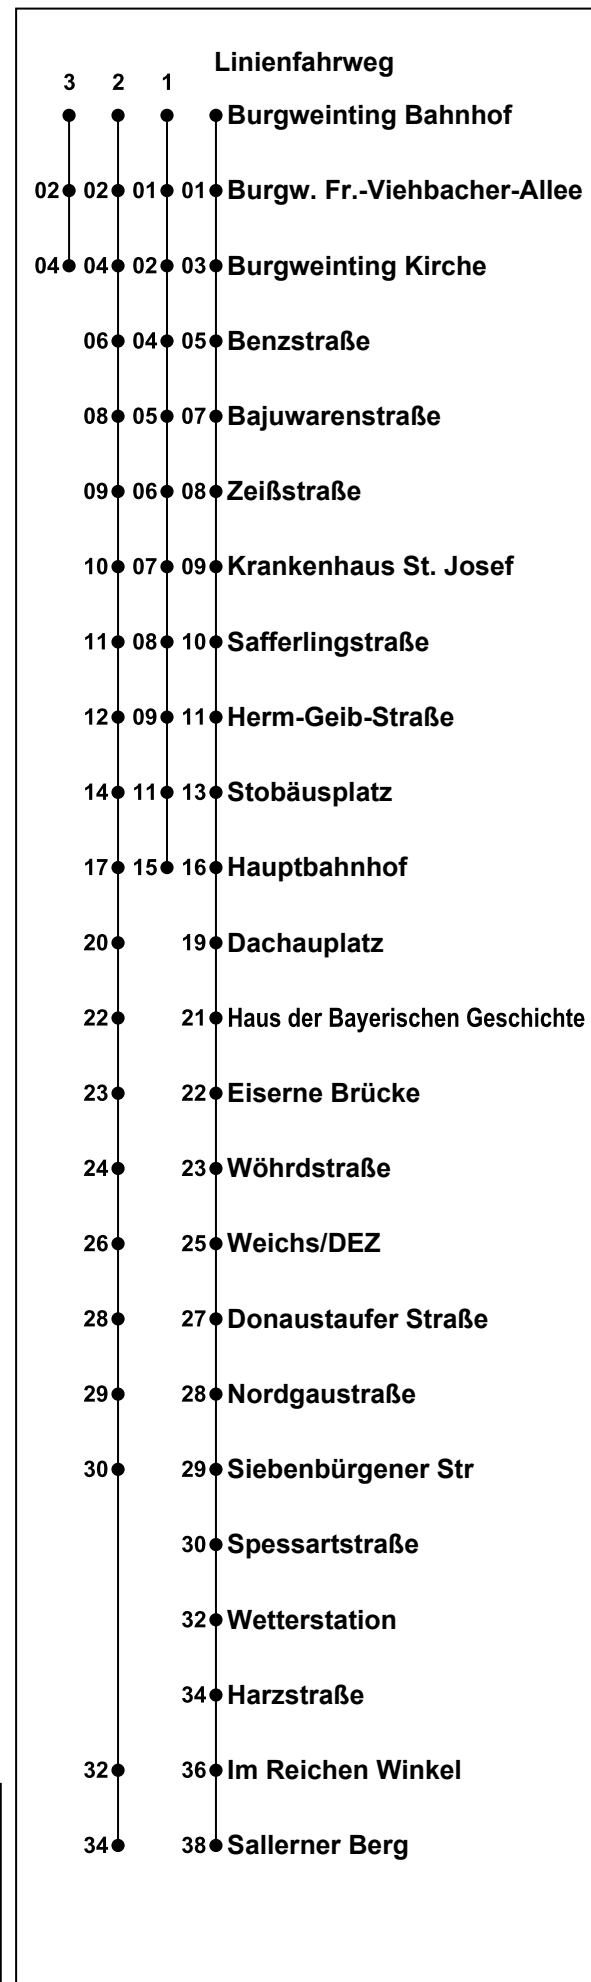 Linienfahrweg
3 2 1
Burgweinting Bahnhof
02 02 01 01 Burgw. Fr.-Viehbacher-Allee
04 04 02 03 Burgweinting Kirche
06 04 05 Benzstraße
08 05 07 Bajuwarenstraße
09 06 08 Zeißstraße
10 07 09 Krankenhaus St. Josef
11 08 10 Safferlingstraße
12 09 11 Herm-Geib-Straße
14 11 13 Stobäusplatz
17 15 16 Hauptbahnhof
20 19 Dachauplatz
22 21 Haus der Bayerischen Geschichte
23 22 Eiserne Brücke
24 23 Wöhrdstraße
26 25 Weichs/DEZ
28 27 Donaustaufer Straße
29 28 Nordgaustraße
30 29 Siebenbürgener Str
30 Spessartstraße
32 Wetterstation
34 Harzstraße
32 36 Im Reichen Winkel
34 38 Sallerner Berg